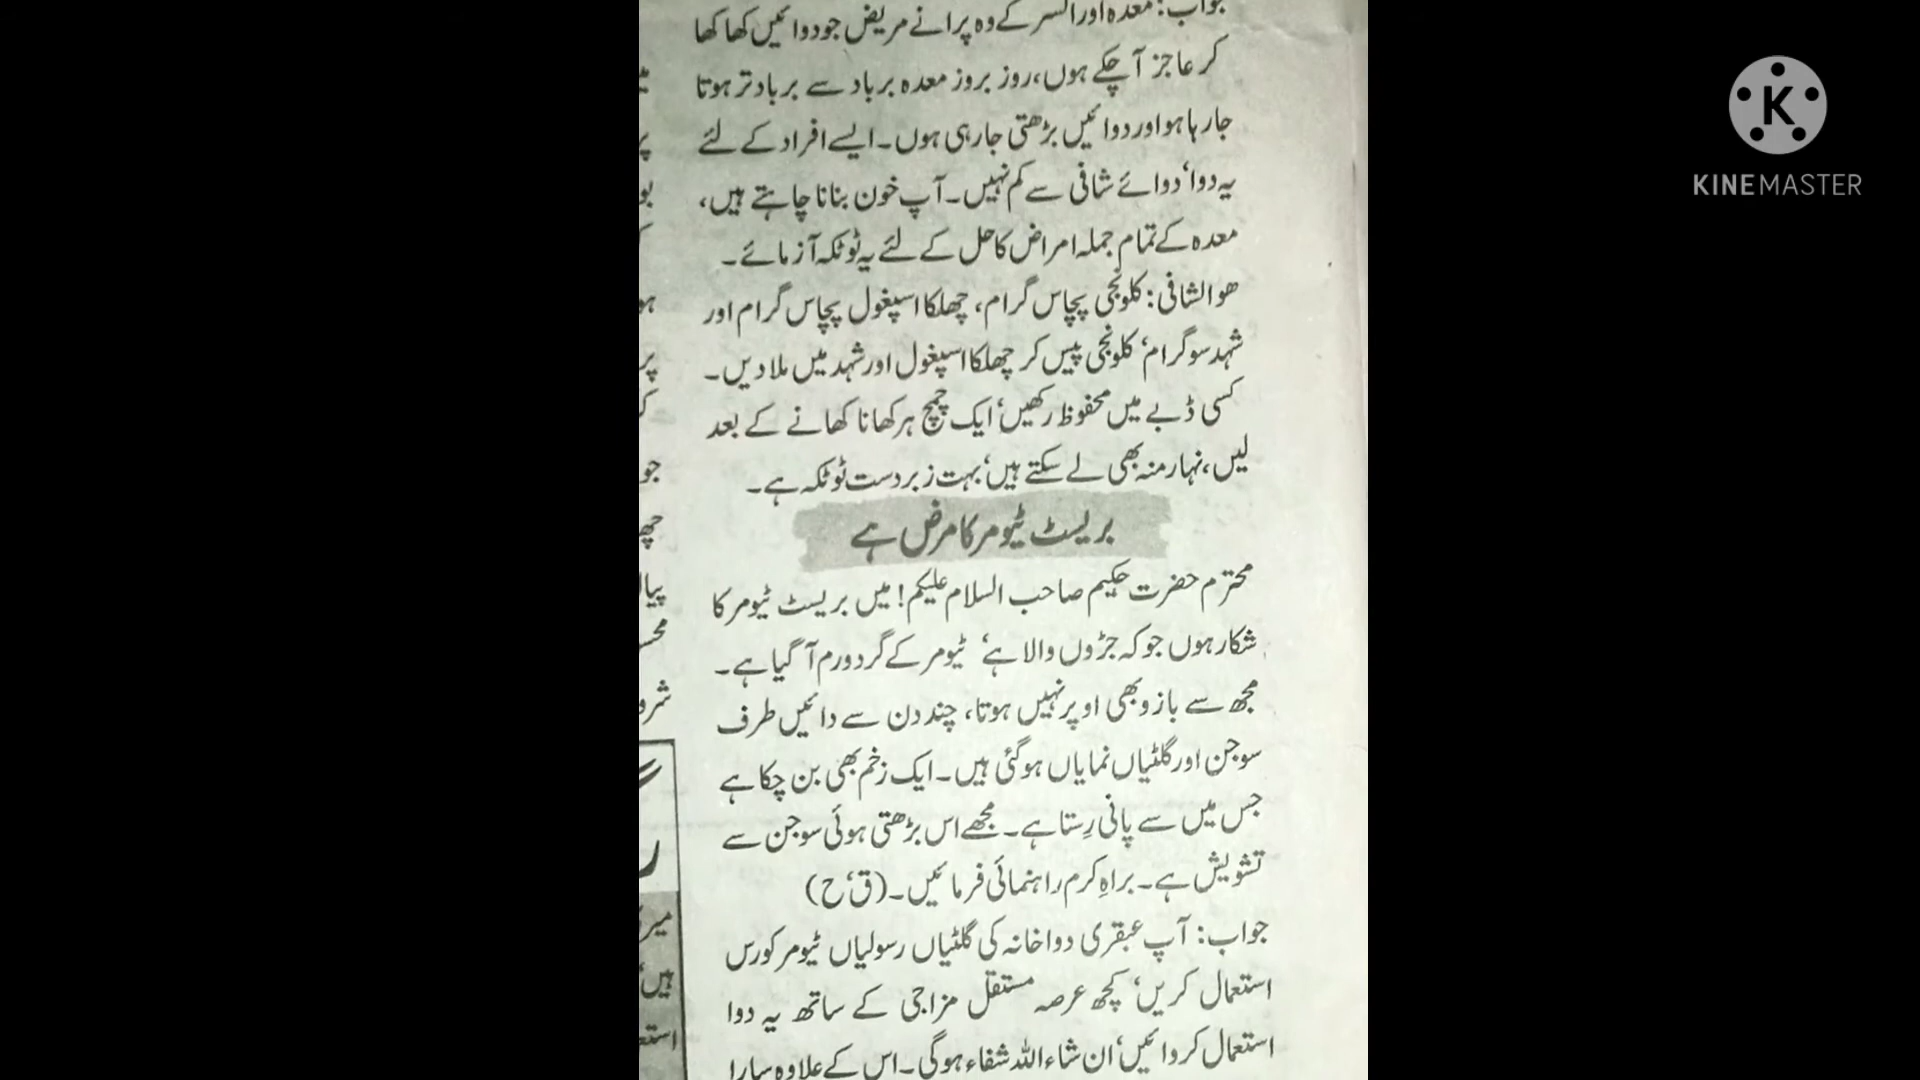 جواب: معدہ اور السر کے وہ پرانے مریض جو دوائیں کھا کھا
کر عاجز آ چکے ہوں، روز بروز معدہ برباد سے برباد تر ہوتا
جا رہا ہو اور دوائیں بڑھتی جا رہی ہوں۔ ایسے افراد کے لئے
یہ دوا، دوائے شافی سے کم نہیں۔ آپ خون بنانا چاہتے ہیں،
معدہ کے تمام جملہ امراض کا حل کے لئے یہ ٹوٹکہ آزمائے۔
ھو الشافی: کلونجی پچاس گرام، چھلکا اسپغول پچاس گرام اور
شہد سو گرام، کلونجی پیس کر چھلکا اسپغول اور شہد میں ملا دیں۔
کسی ڈبے میں محفوظ رکھیں، ایک چمچ ہر کھانا کھانے کے بعد
لیں، نہار منہ بھی لے سکتے ہیں، بہت زبردست ٹوٹکہ ہے۔
بریسٹ ٹیومر کا مرض ہے
محترم حضرت حکیم صاحب السلام علیکم! میں بریسٹ ٹیومر کا
شکار ہوں جو کہ جڑوں والا ہے، ٹیومر کے گرد ورم آ گیا ہے۔
مجھ سے بازو بھی اوپر نہیں ہوتا، چند دن سے دائیں طرف
سوجن اور گلٹیاں نمایاں ہو گئی ہیں۔ ایک زخم بھی بن چکا ہے
جس میں سے پانی رِستا ہے۔ مجھے اس بڑھتی ہوئی سوجن سے
تشویش ہے۔ براہِ کرم راہنمائی فرمائیں۔ (ق، ح)
جواب: آپ عبقری دواخانہ کی گلٹیاں رسولیاں ٹیومر کورس
استعمال کریں، کچھ عرصہ مستقل مزاجی کے ساتھ یہ دوا
استعمال کروائیں، ان شاء اللہ شفاء ہوگی۔ اس کے علاوہ سارا
KINEMASTER